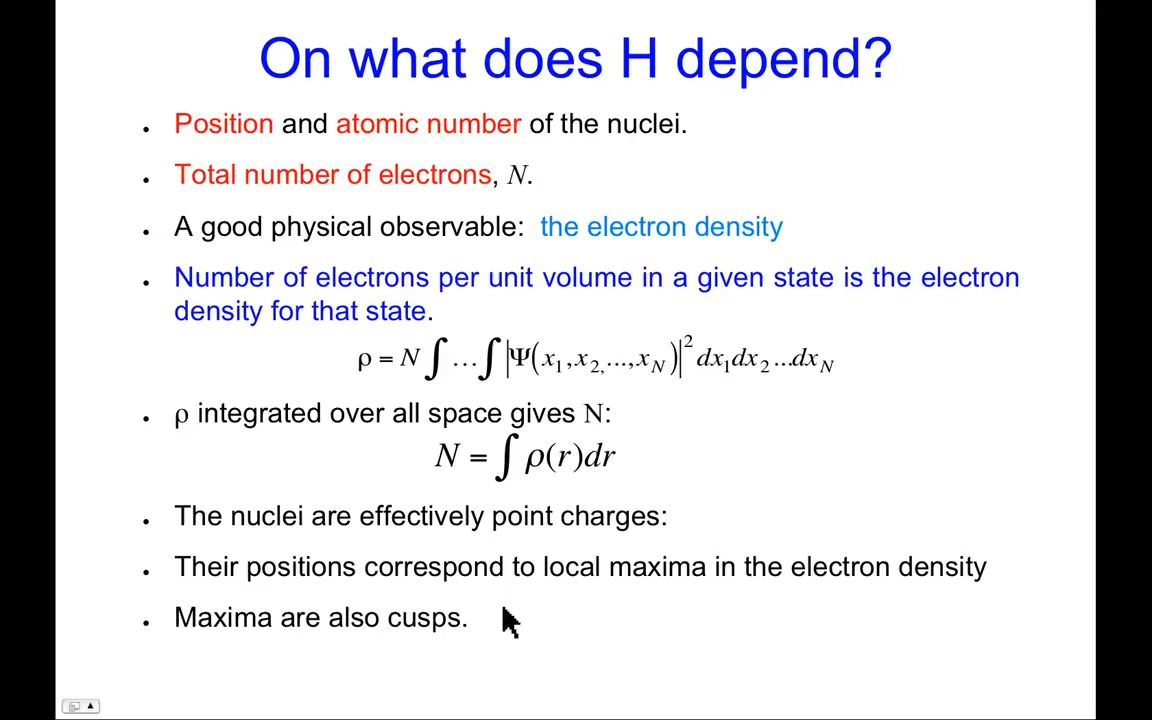 On what does H depend?
• Position and atomic number of the nuclei.
• Total number of electrons, N.
• A good physical observable: the electron density
• Number of electrons per unit volume in a given state is the electron
density for that state.
ρ = N ∫ … ∫ |Ψ(x₁, x₂, ..., x_N)|² dx₁dx₂...dx_N
• ρ integrated over all space gives N:
N = ∫ ρ(r)dr
• The nuclei are effectively point charges:
• Their positions correspond to local maxima in the electron density
• Maxima are also cusps.